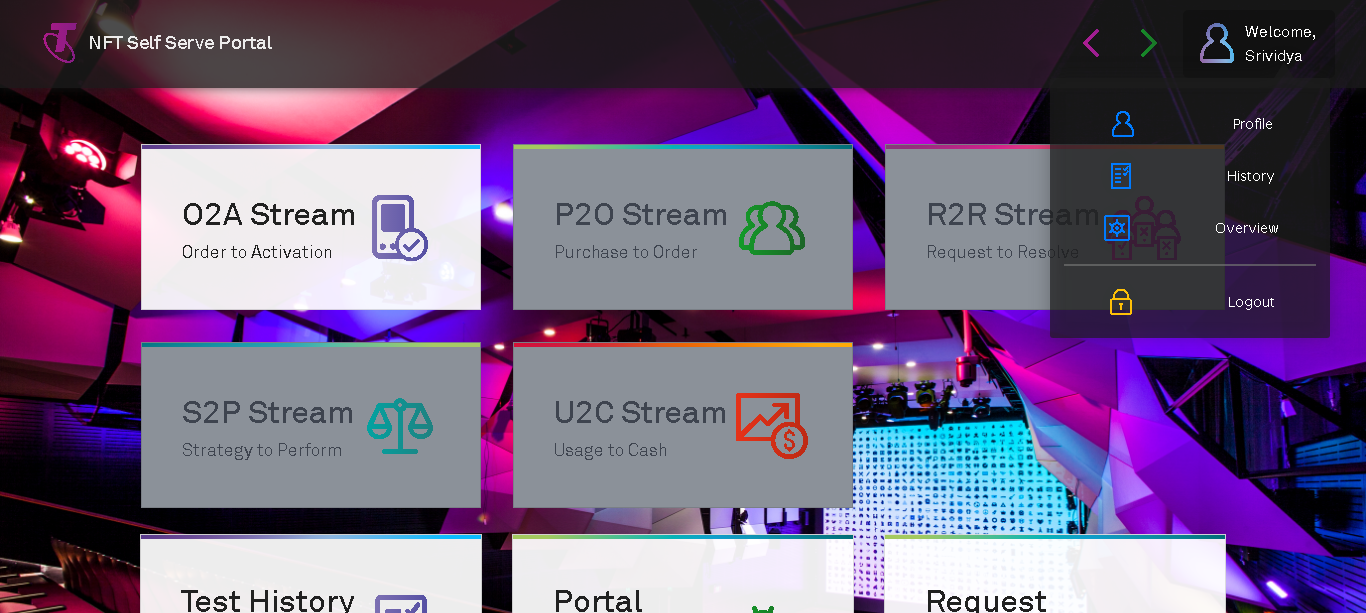 NFT Self Serve Portal
Welcome,
Srividya
Profile
History
Overview
Logout
O2A Stream
Order to Activation
P2O Stream
Purchase to Order
R2R Stream
Request to Resolve
S2P Stream
Strategy to Perform
U2C Stream
Usage to Cash
Test History
Portal
Request